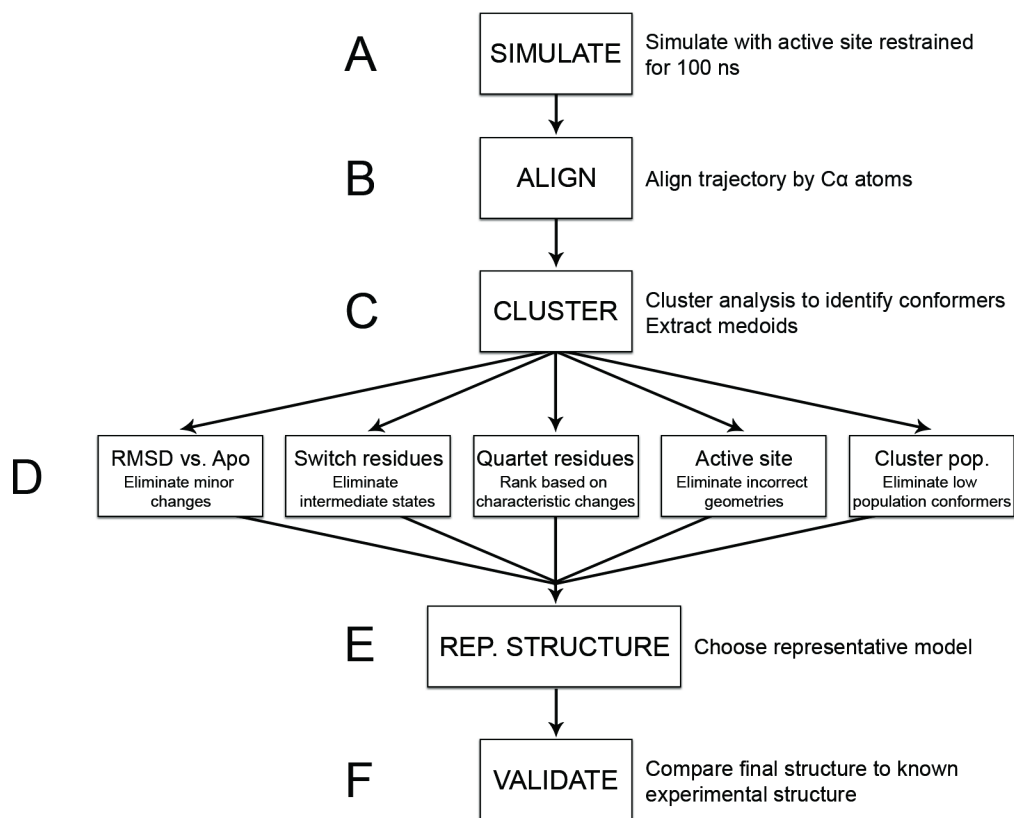 A
SIMULATE
Simulate with active site restrained
for 100 ns
B
ALIGN
Align trajectory by Cα atoms
C
CLUSTER
Cluster analysis to identify conformers
Extract medoids
D
RMSD vs. Apo
Eliminate minor
changes
Switch residues
Eliminate
intermediate states
Quartet residues
Rank based on
characteristic changes
Active site
Eliminate incorrect
geometries
Cluster pop.
Eliminate low
population conformers
E
REP. STRUCTURE
Choose representative model
F
VALIDATE
Compare final structure to known
experimental structure